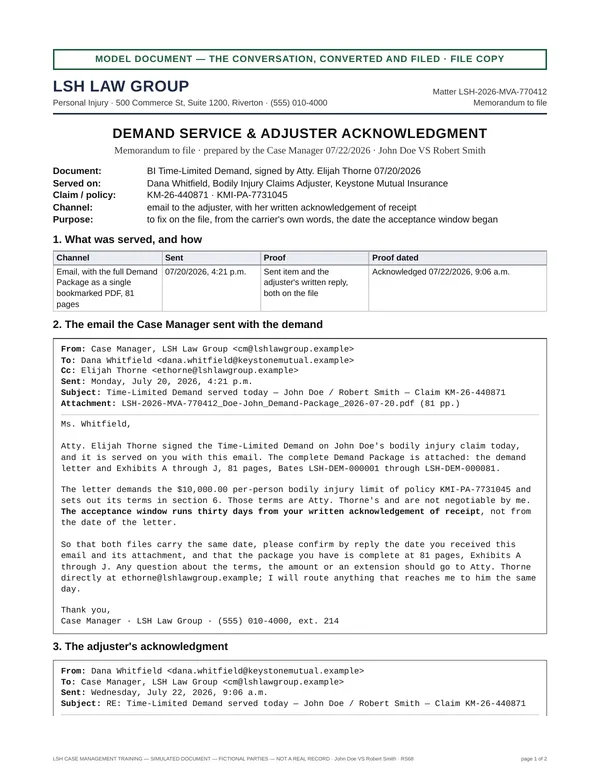 MODEL DOCUMENT — THE CONVERSATION, CONVERTED AND FILED · FILE COPY
LSH LAW GROUP
Personal Injury · 500 Commerce St, Suite 1200, Riverton · (555) 010-4000
Matter LSH-2026-MVA-770412
Memorandum to file
DEMAND SERVICE & ADJUSTER ACKNOWLEDGMENT
Memorandum to file · prepared by the Case Manager 07/22/2026 · John Doe VS Robert Smith
Document: BI Time-Limited Demand, signed by Atty. Elijah Thorne 07/20/2026
Served on: Dana Whitfield, Bodily Injury Claims Adjuster, Keystone Mutual Insurance
Claim / policy: KM-26-440871 · KMI-PA-7731045
Channel: email to the adjuster, with her written acknowledgement of receipt
Purpose: to fix on the file, from the carrier's own words, the date the acceptance window began
1. What was served, and how
Channel Sent Proof Proof dated
Email, with the full Demand
Package as a single
bookmarked PDF, 81
pages
07/20/2026, 4:21 p.m.
Sent item and the
adjuster's written reply,
both on the file
Acknowledged 07/22/2026, 9:06 a.m.
2. The email the Case Manager sent with the demand
From: Case Manager, LSH Law Group <cm@lshlawgroup.example>
To: Dana Whitfield <dana.whitfield@keystonemutual.example>
Cc: Elijah Thorne <ethorne@lshlawgroup.example>
Sent: Monday, July 20, 2026, 4:21 p.m.
Subject: Time-Limited Demand served today — John Doe / Robert Smith — Claim KM-26-440871
Attachment: LSH-2026-MVA-770412_Doe-John_Demand-Package_2026-07-20.pdf (81 pp.)
Ms. Whitfield,
Atty. Elijah Thorne signed the Time-Limited Demand on John Doe's bodily injury claim today,
and it is served on you with this email. The complete Demand Package is attached: the demand
letter and Exhibits A through J, 81 pages, Bates LSH-DEM-000001 through LSH-DEM-000081.
The letter demands the $10,000.00 per-person bodily injury limit of policy KMI-PA-7731045 and
sets out its terms in section 6. Those terms are Atty. Thorne's and are not negotiable by me.
The acceptance window runs thirty days from your written acknowledgement of receipt, not from
the date of the letter.
So that both files carry the same date, please confirm by reply the date you received this
email and its attachment, and that the package you have is complete at 81 pages, Exhibits A
through J. Any question about the terms, the amount or an extension should go to Atty. Thorne
directly at ethorne@lshlawgroup.example; I will route anything that reaches me to him the same
day.
Thank you,
Case Manager · LSH Law Group · (555) 010-4000, ext. 214
3. The adjuster's acknowledgment
From: Dana Whitfield <dana.whitfield@keystonemutual.example>
To: Case Manager, LSH Law Group <cm@lshlawgroup.example>
Sent: Wednesday, July 22, 2026, 9:06 a.m.
Subject: RE: Time-Limited Demand served today — John Doe / Robert Smith — Claim KM-26-440871
LSH CASE MANAGEMENT TRAINING — SIMULATED DOCUMENT — FICTIONAL PARTIES — NOT A REAL RECORD · John Doe VS Robert Smith · RS68
page 1 of 2